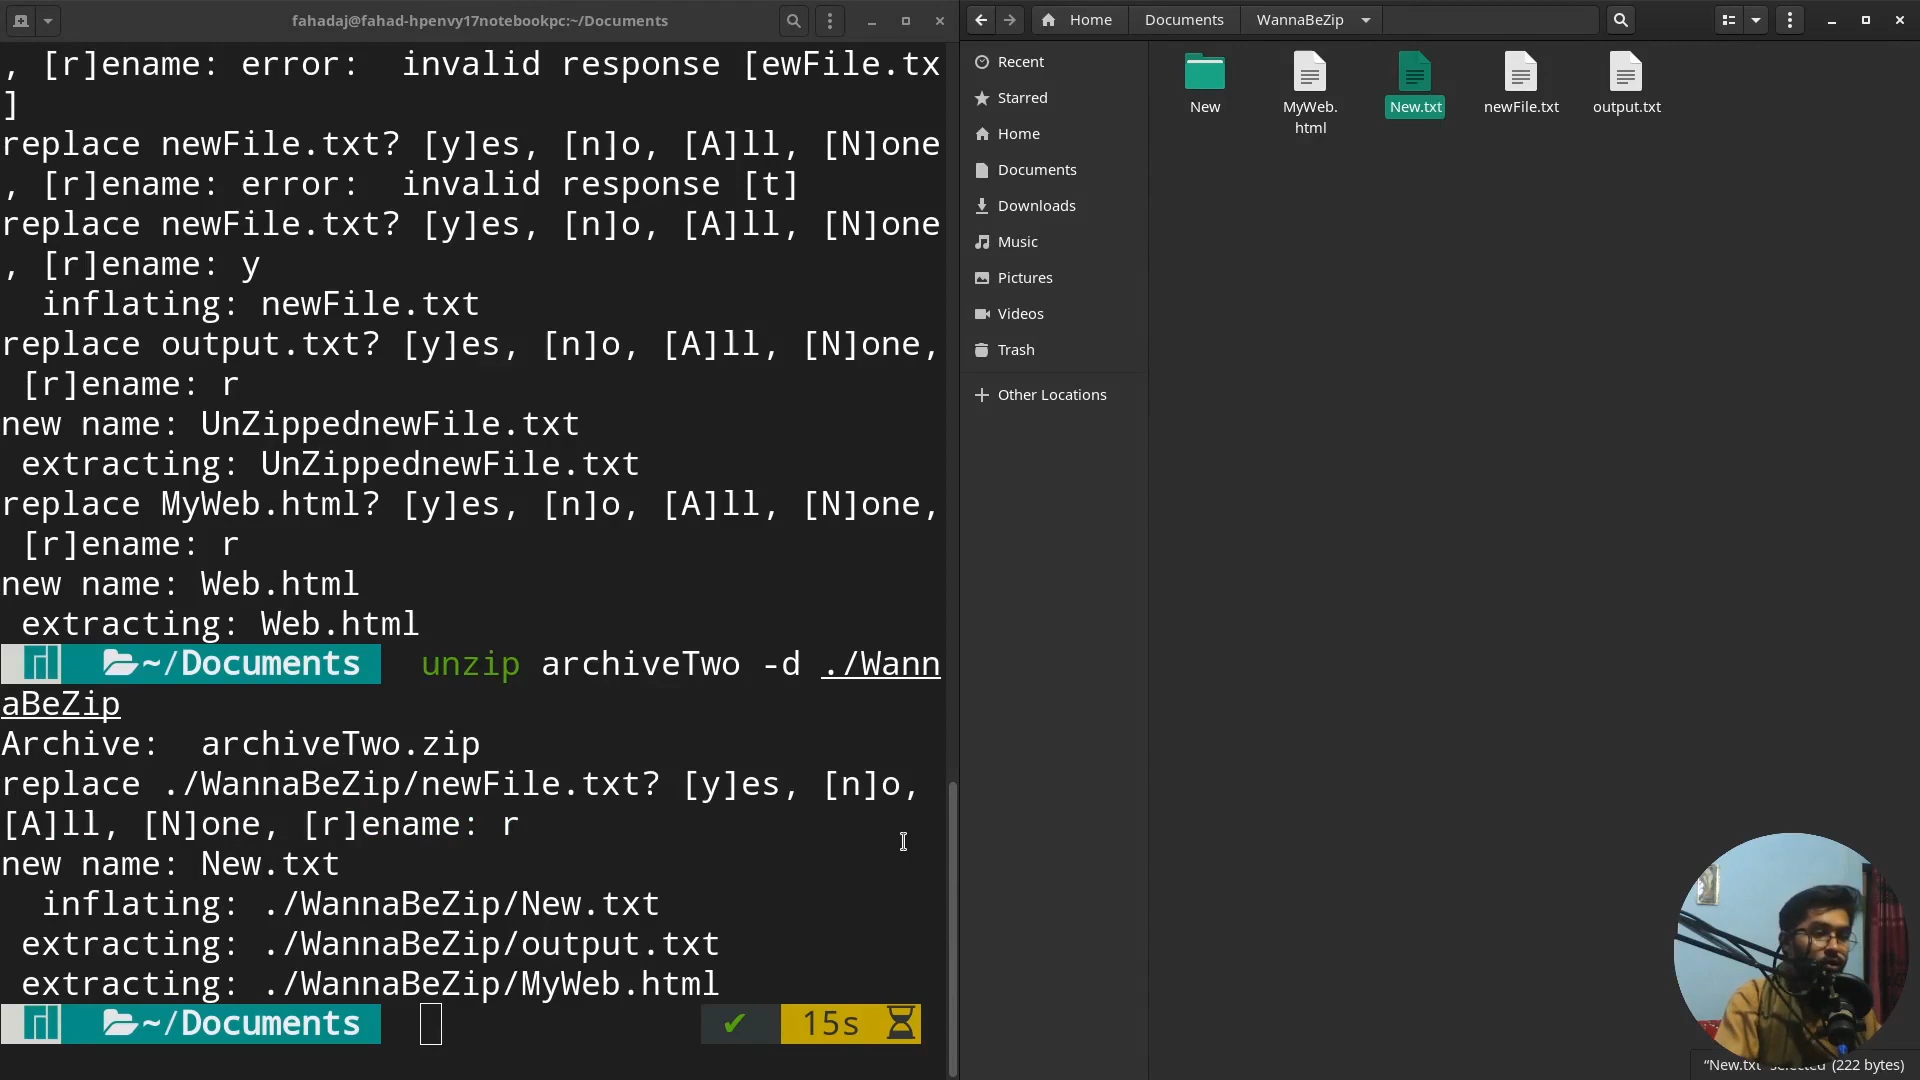 fahadaj@fahad-hpenvy17notebookpc:~/Documents
, [r]ename: error:  invalid response [ewFile.tx
]
replace newFile.txt? [y]es, [n]o, [A]ll, [N]one
, [r]ename: error:  invalid response [t]
replace newFile.txt? [y]es, [n]o, [A]ll, [N]one
, [r]ename: y
inflating: newFile.txt
replace output.txt? [y]es, [n]o, [A]ll, [N]one,
[r]ename: r
new name: UnZippednewFile.txt
extracting: UnZippednewFile.txt
replace MyWeb.html? [y]es, [n]o, [A]ll, [N]one,
[r]ename: r
new name: Web.html
extracting: Web.html
~/Documents unzip archiveTwo -d ./Wann
aBeZip
Archive:  archiveTwo.zip
replace ./WannaBeZip/newFile.txt? [y]es, [n]o,
[A]ll, [N]one, [r]ename: r
new name: New.txt
inflating: ./WannaBeZip/New.txt
extracting: ./WannaBeZip/output.txt
extracting: ./WannaBeZip/MyWeb.html
~/Documents ✔ 15s
Home Documents WannaBeZip
Recent
Starred
Home
Documents
Downloads
Music
Pictures
Videos
Trash
Other Locations
New
MyWeb.
html
New.txt
newFile.txt
output.txt
"New.txt" selected (222 bytes)